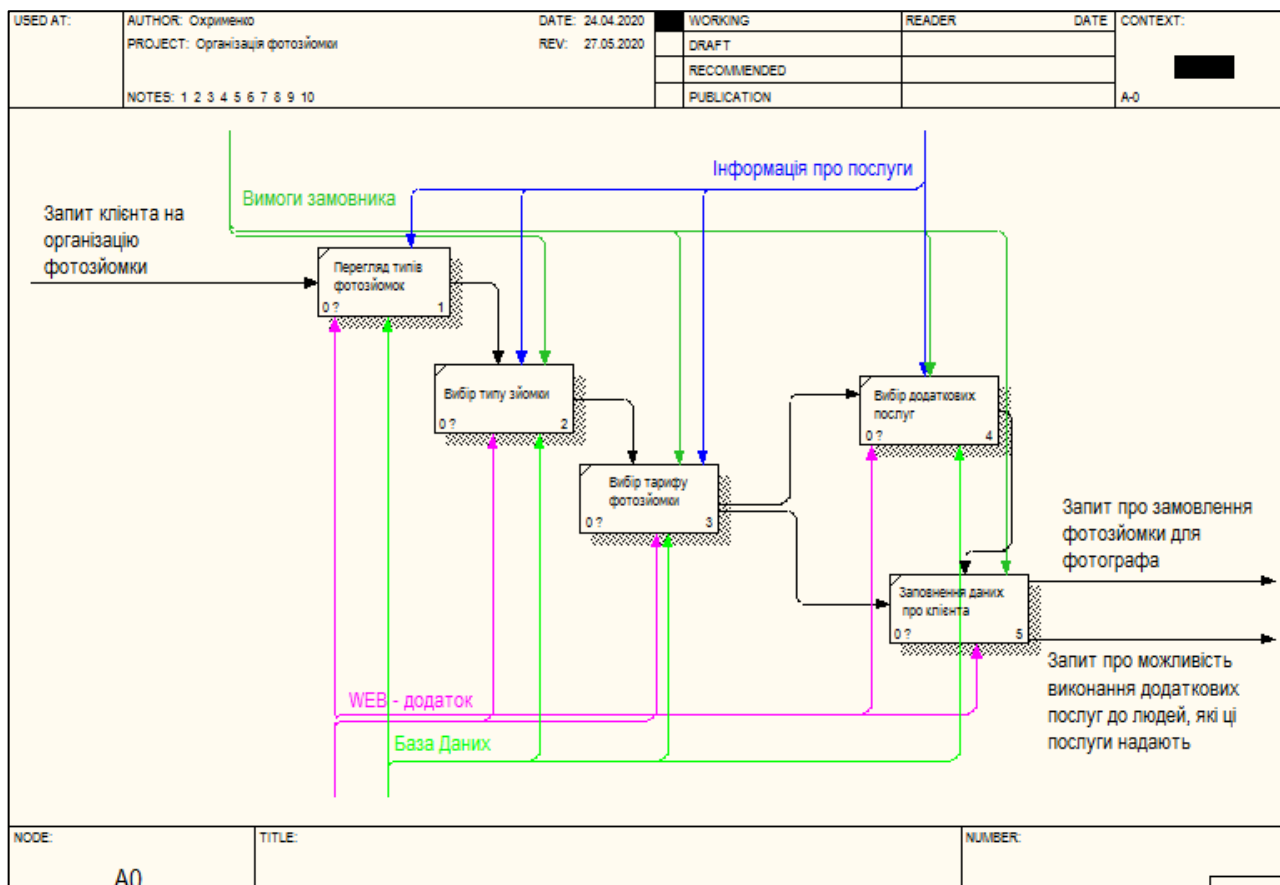 USED AT:
AUTHOR: Охрименко
DATE: 24.04.2020
WORKING
READER
DATE
CONTEXT:
PROJECT: Організація фотозйомки
REV: 27.05.2020
DRAFT
RECOMMENDED
NOTES: 1 2 3 4 5 6 7 8 9 10
PUBLICATION
A-0
Інформація про послуги
Вимоги замовника
Запит клієнта на
організацію
фотозйомки
Перегляд типів
фотозйомок
0 ?
1
Вибір типу зйомки
0 ?
2
Вибір додаткових
послуг
0 ?
4
Вибір тарифу
фотозйомки
0 ?
3
Запит про замовлення
фотозйомки для
фотографа
Заповнення даних
про клієнта
0 ?
5
Запит про можливість
виконання додаткових
послуг до людей, які ці
послуги надають
WEB - додаток
База Даних
NODE:
TITLE:
NUMBER:
A0